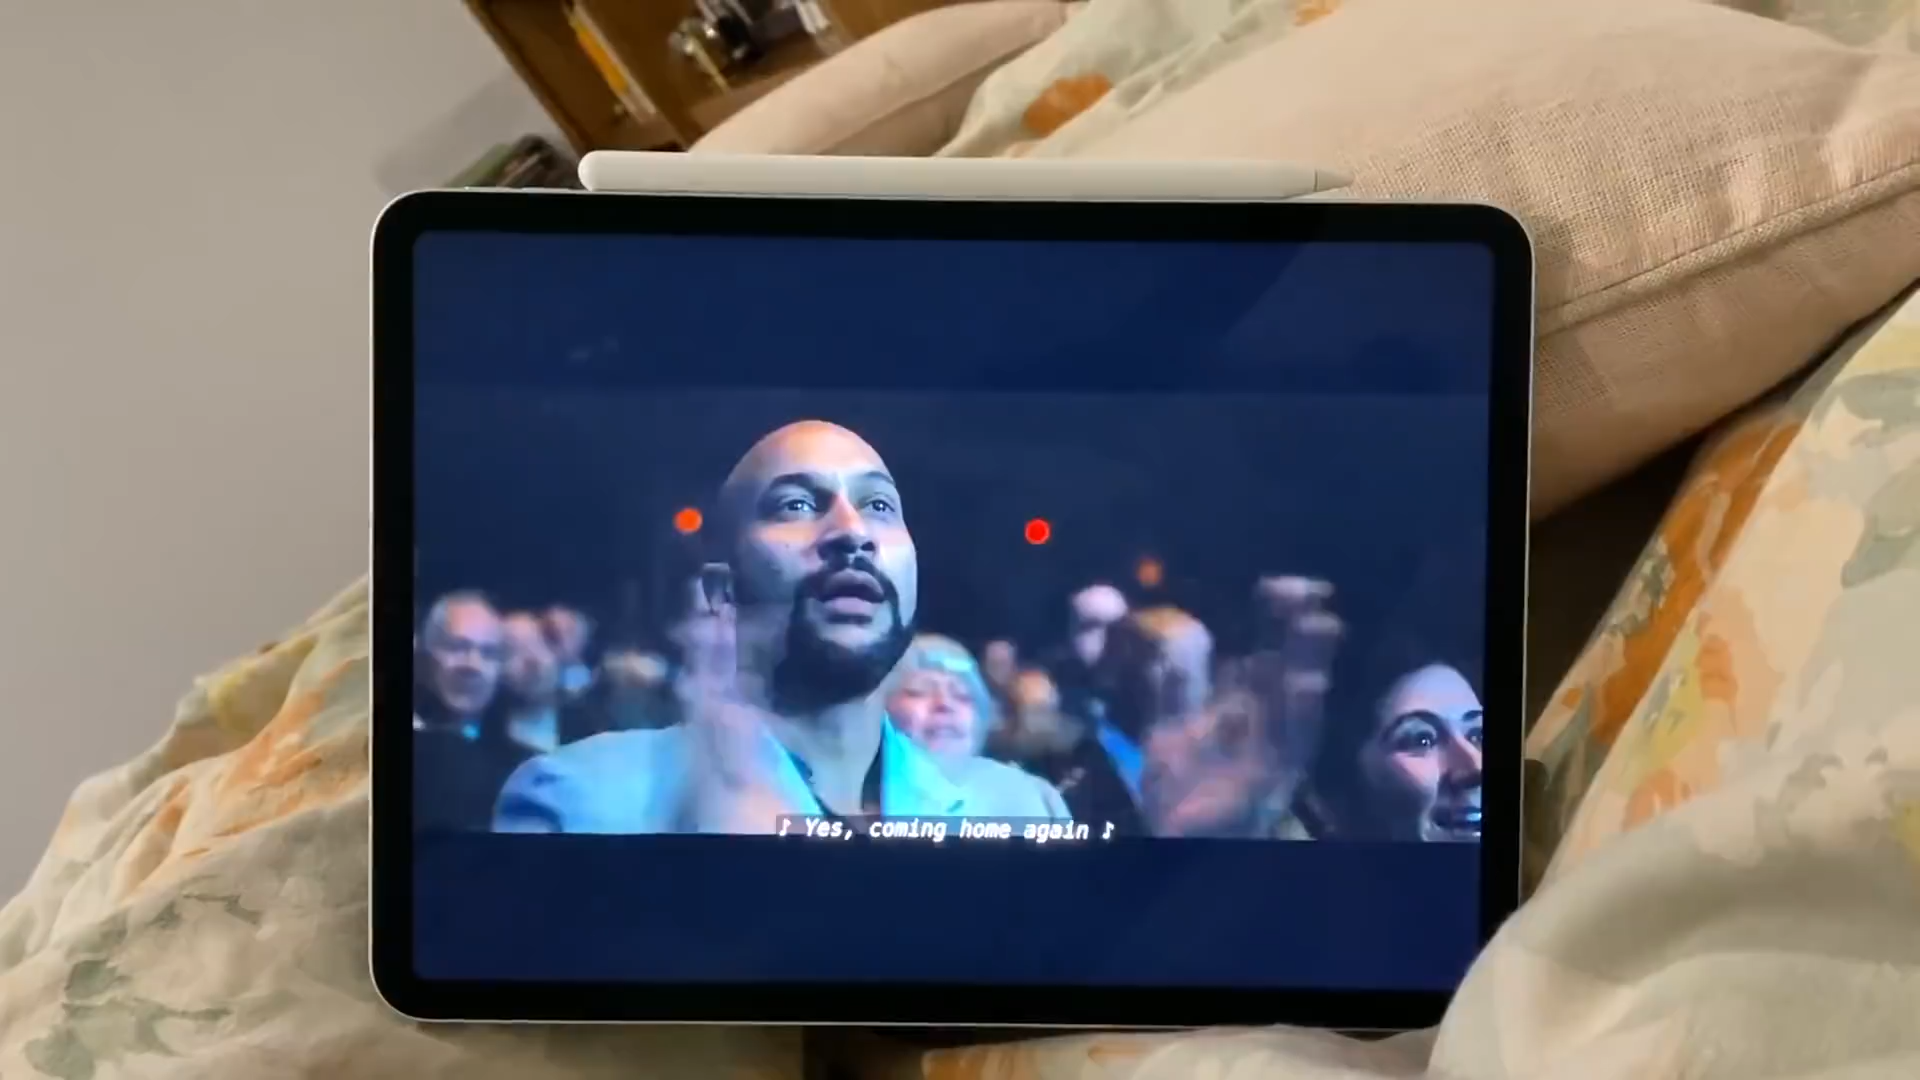 ♪ Yes, coming home again ♪